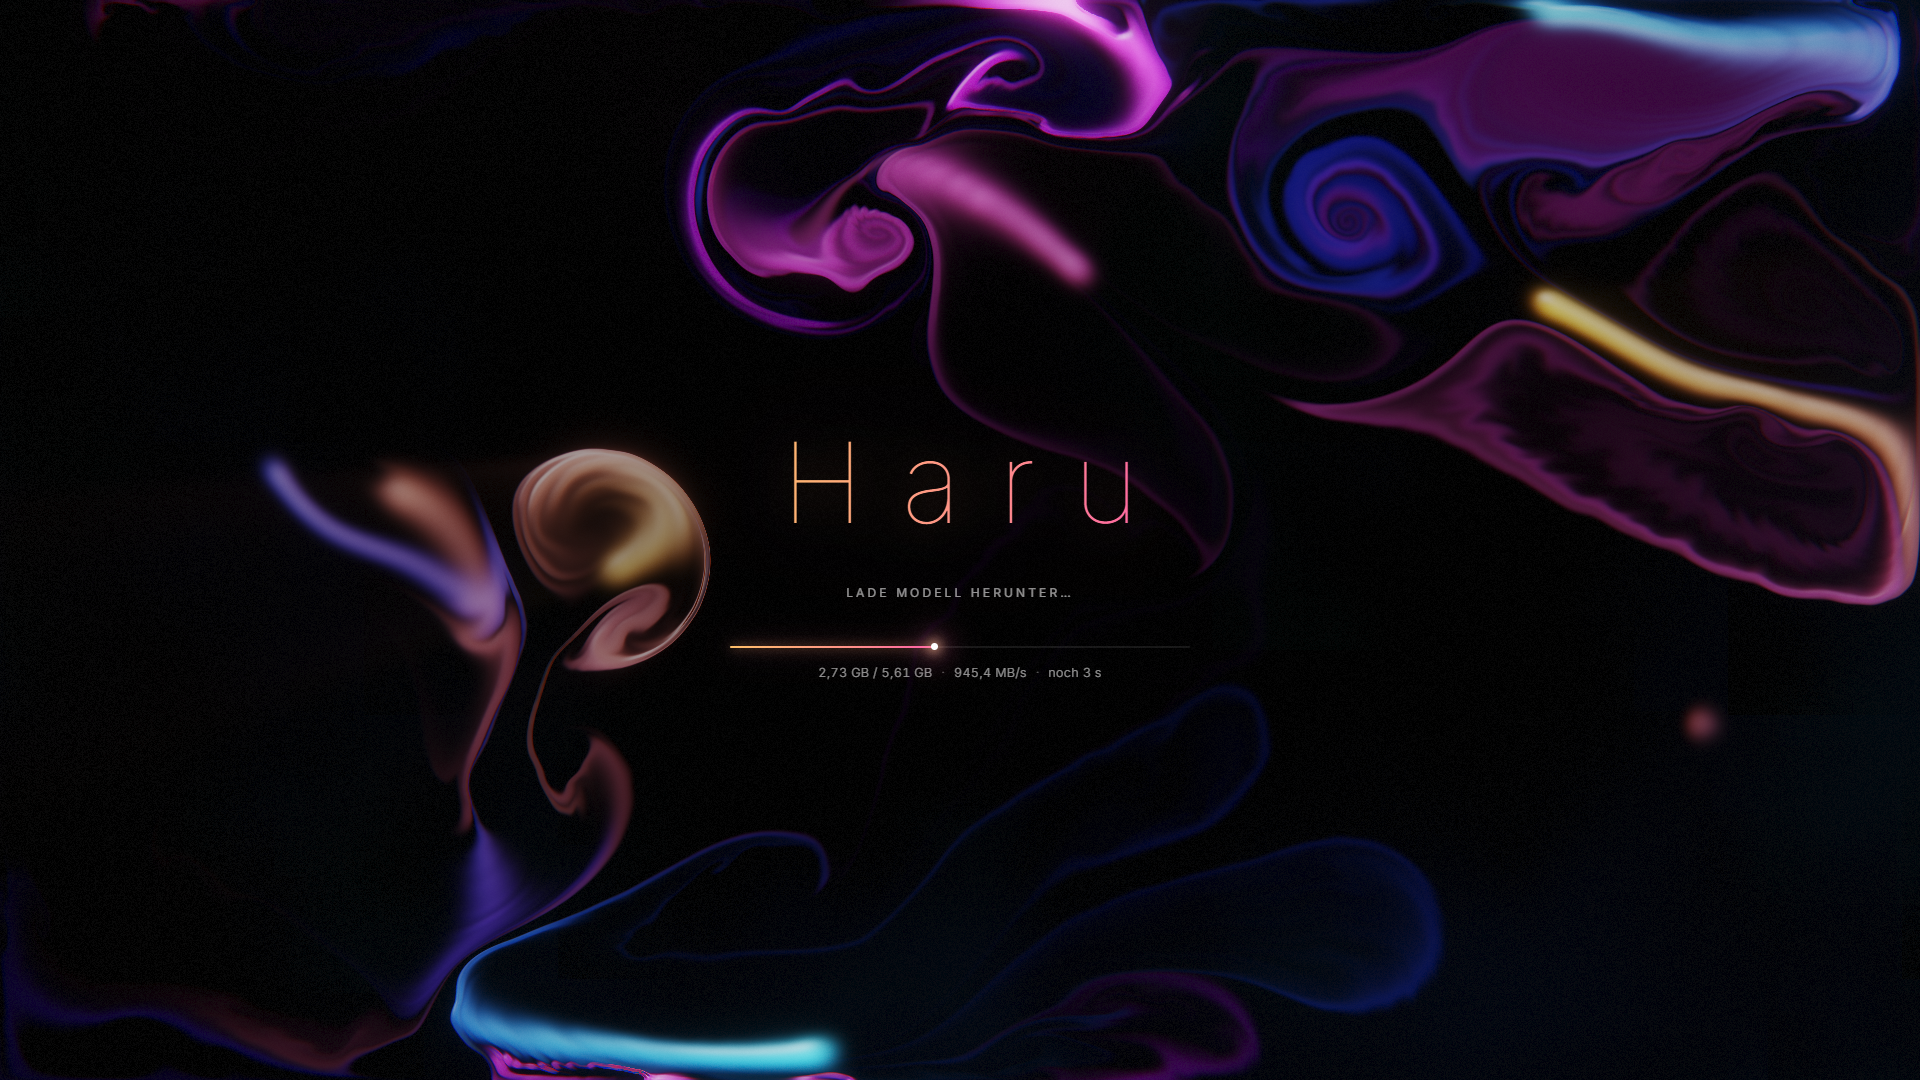 Haru
LADE MODELL HERUNTER…
2,73 GB / 5,61 GB · 945,4 MB/s · noch 3 s